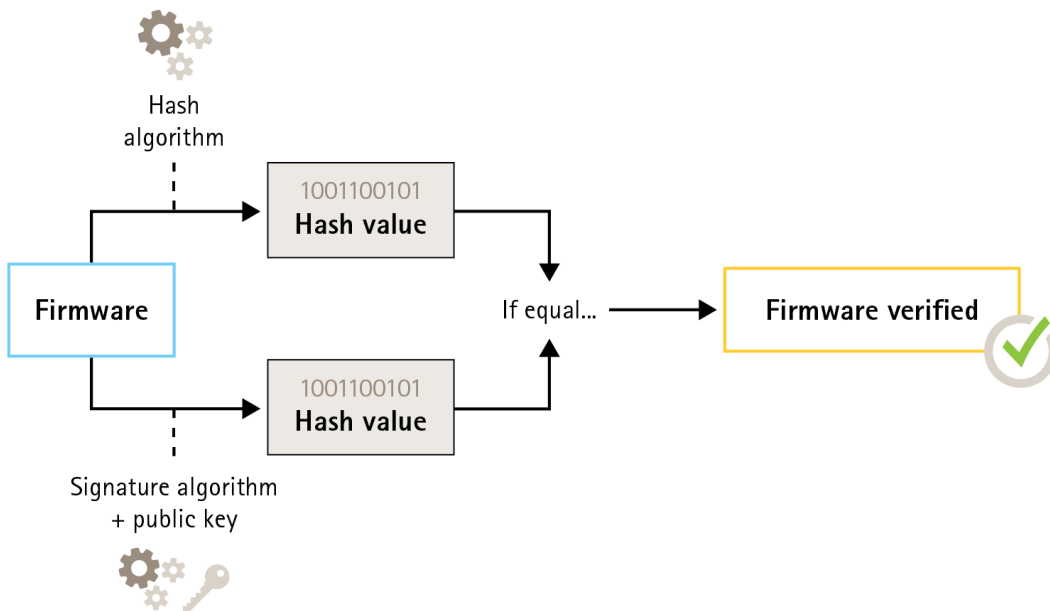 Hash
algorithm
1001100101
Hash value
Firmware
If equal...
Firmware verified
1001100101
Hash value
Signature algorithm
+ public key